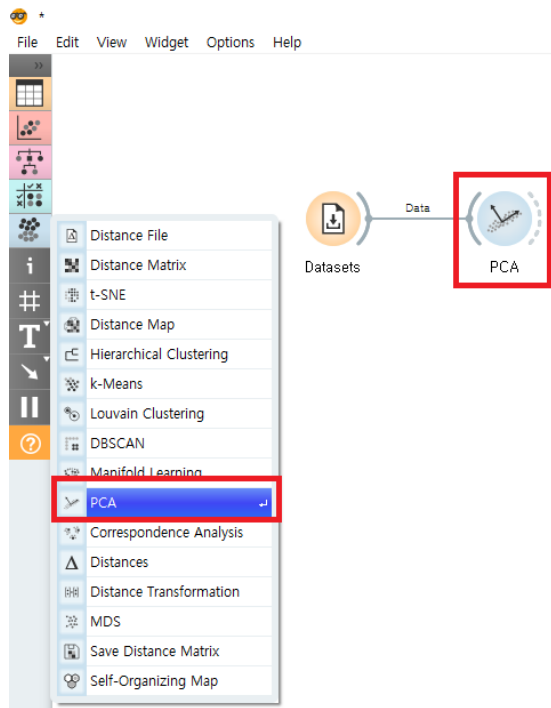 *
File Edit View Widget Options Help
»
Data
Datasets
PCA
Distance File
Distance Matrix
t-SNE
Distance Map
Hierarchical Clustering
k-Means
Louvain Clustering
DBSCAN
Manifold Learning
PCA
Correspondence Analysis
Distances
Distance Transformation
MDS
Save Distance Matrix
Self-Organizing Map
i
#
T
?